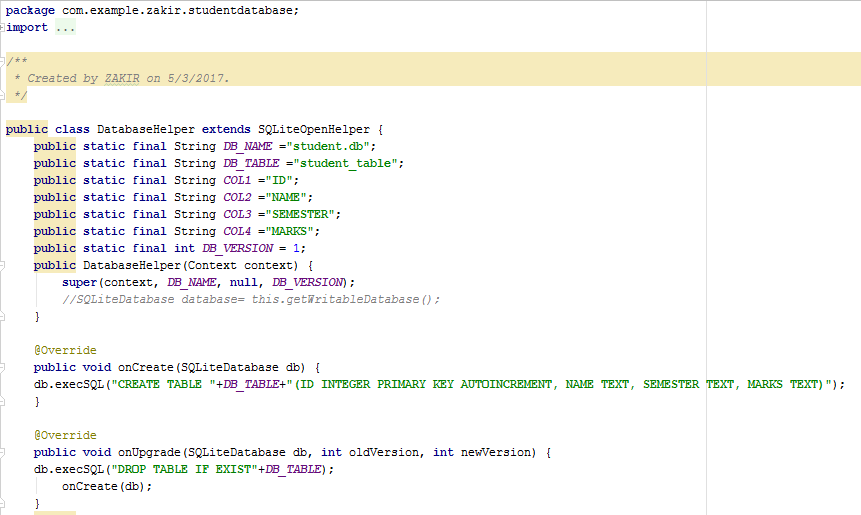 package com.example.zakir.studentdatabase;
import ...
/**
 * Created by ZAKIR on 5/3/2017.
 */
public class DatabaseHelper extends SQLiteOpenHelper {
    public static final String DB_NAME ="student.db";
    public static final String DB_TABLE ="student_table";
    public static final String COL1 ="ID";
    public static final String COL2 ="NAME";
    public static final String COL3 ="SEMESTER";
    public static final String COL4 ="MARKS";
    public static final int DB_VERSION = 1;
    public DatabaseHelper(Context context) {
        super(context, DB_NAME, null, DB_VERSION);
        //SQLiteDatabase database= this.getWritableDatabase();
    }
    @Override
    public void onCreate(SQLiteDatabase db) {
    db.execSQL("CREATE TABLE "+DB_TABLE+"(ID INTEGER PRIMARY KEY AUTOINCREMENT, NAME TEXT, SEMESTER TEXT, MARKS TEXT)");
    }
    @Override
    public void onUpgrade(SQLiteDatabase db, int oldVersion, int newVersion) {
    db.execSQL("DROP TABLE IF EXIST"+DB_TABLE);
        onCreate(db);
    }